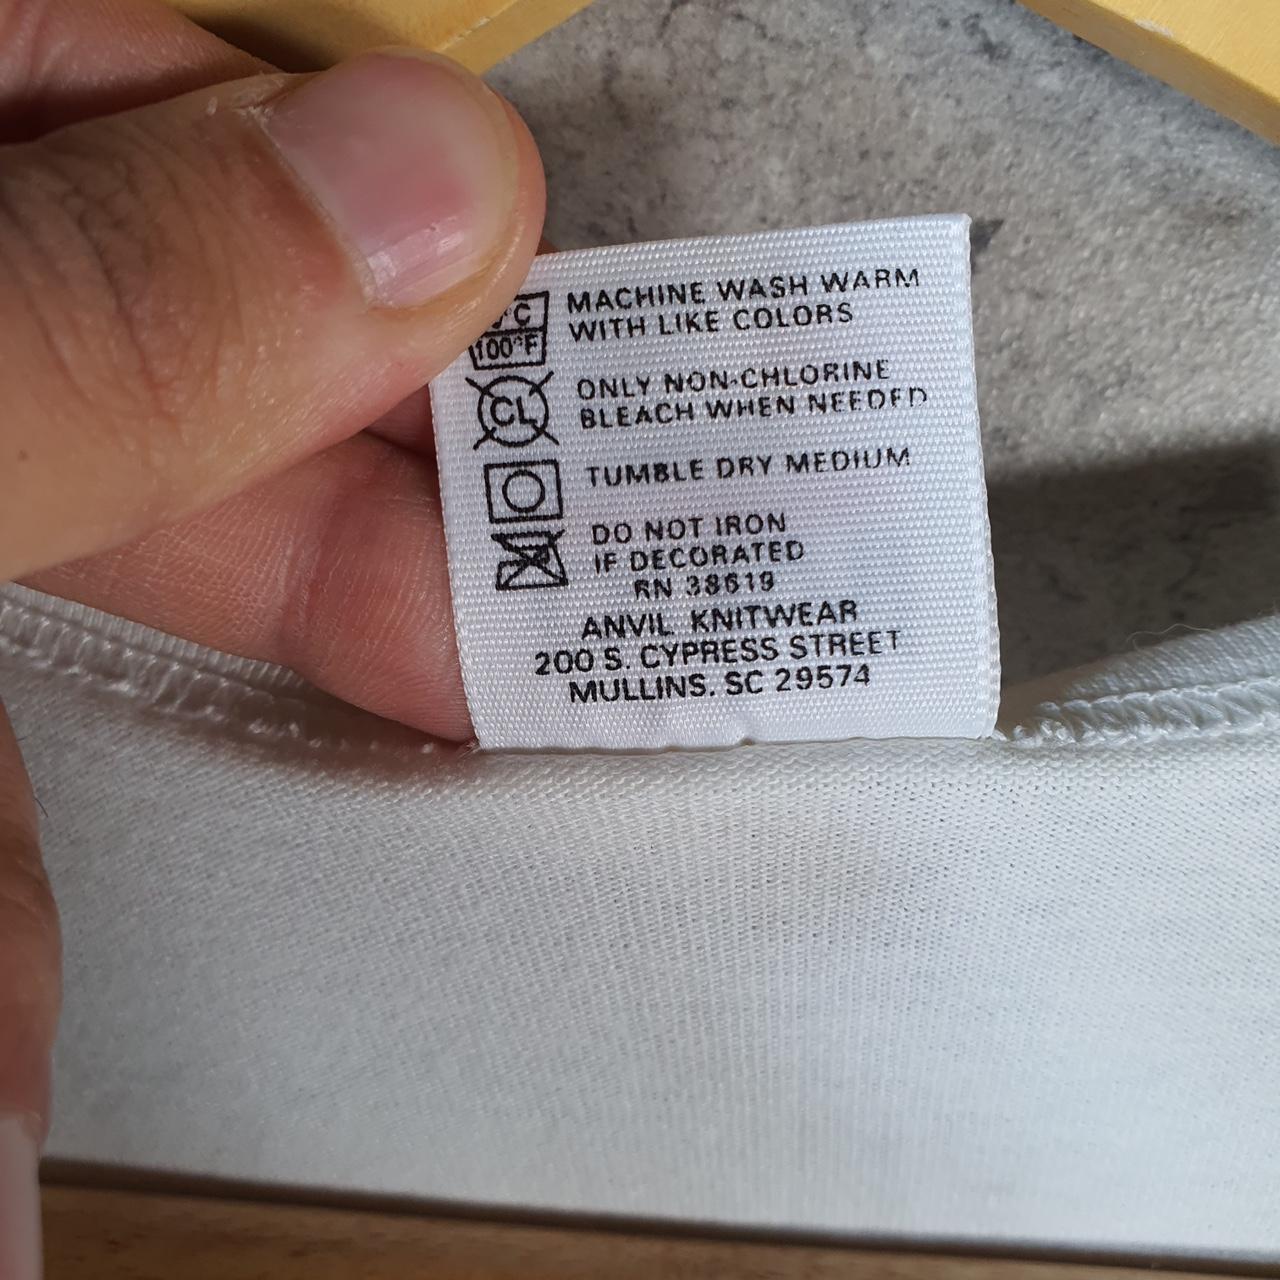 °C
100°F
MACHINE WASH WARM
WITH LIKE COLORS
CL
ONLY NON-CHLORINE
BLEACH WHEN NEEDED
TUMBLE DRY MEDIUM
DO NOT IRON
IF DECORATED
RN 38619
ANVIL KNITWEAR
200 S. CYPRESS STREET
MULLINS. SC 29574